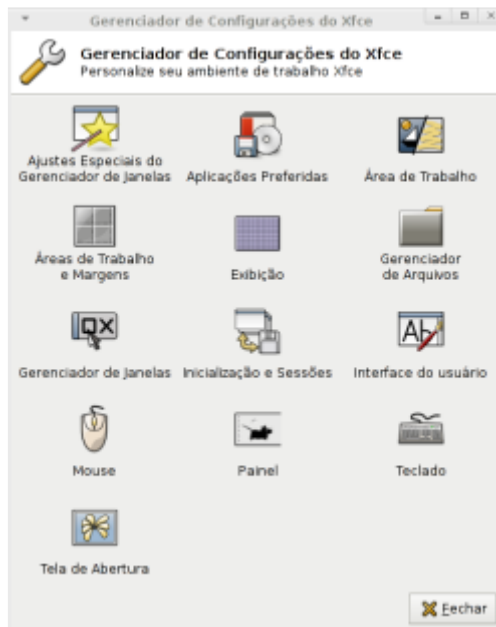 Gerenciador de Configurações do Xfce
Gerenciador de Configurações do Xfce
Personalize seu ambiente de trabalho Xfce
Ajustes Especiais do
Gerenciador de Janelas
Aplicações Preferidas
Área de Trabalho
Áreas de Trabalho
e Margens
Exibição
Gerenciador
de Arquivos
Gerenciador de Janelas
Inicialização e Sessões
Interface do usuário
Mouse
Painel
Teclado
Tela de Abertura
Fechar